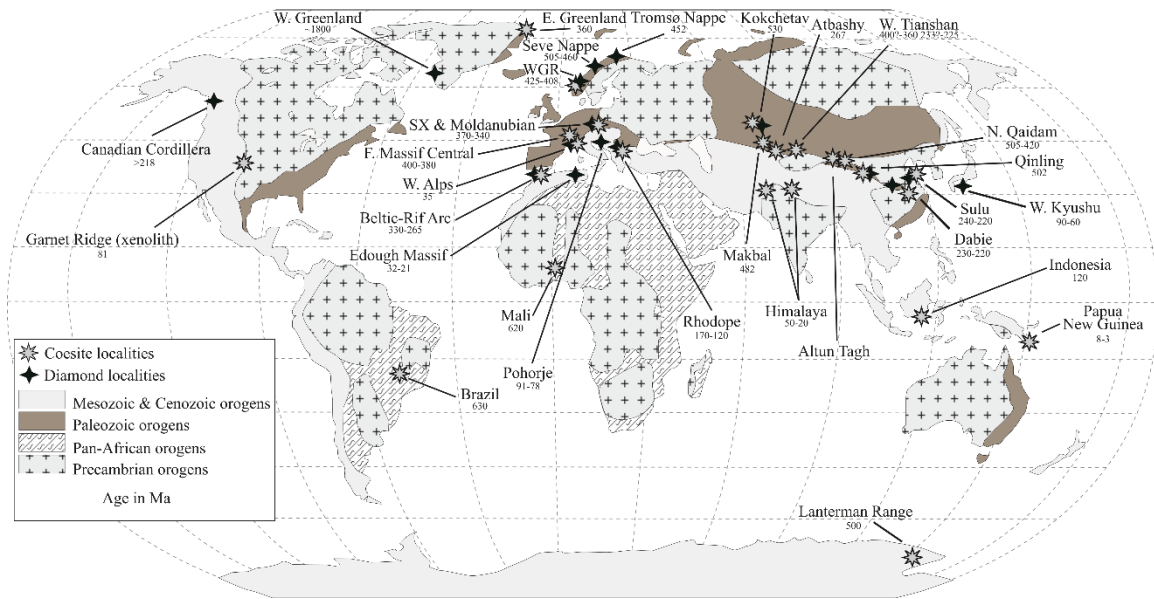 W. Greenland
~1800
E. Greenland
360
Tromsø Nappe
452
Kokchetav
530
Atbashy
267
W. Tianshan
400?-360 233?-225
Seve Nappe
505-460
WGR
425-408
Canadian Cordillera
>218
SX & Moldanubian
370-340
F. Massif Central
400-380
W. Alps
35
Beltic-Rif Arc
330-265
Edough Massif
32-21
Garnet Ridge (xenolith)
81
N. Qaidam
505-420
Qinling
502
W. Kyushu
90-60
Sulu
240-220
Dabie
230-220
Makbal
482
Himalaya
50-20
Altun Tagh
Indonesia
120
Papua
New Guinea
8-3
Mali
620
Pohorje
91-78
Rhodope
170-120
Brazil
630
Lanterman Range
500
Coesite localities
Diamond localities
Mesozoic & Cenozoic orogens
Paleozoic orogens
Pan-African orogens
Precambrian orogens
Age in Ma